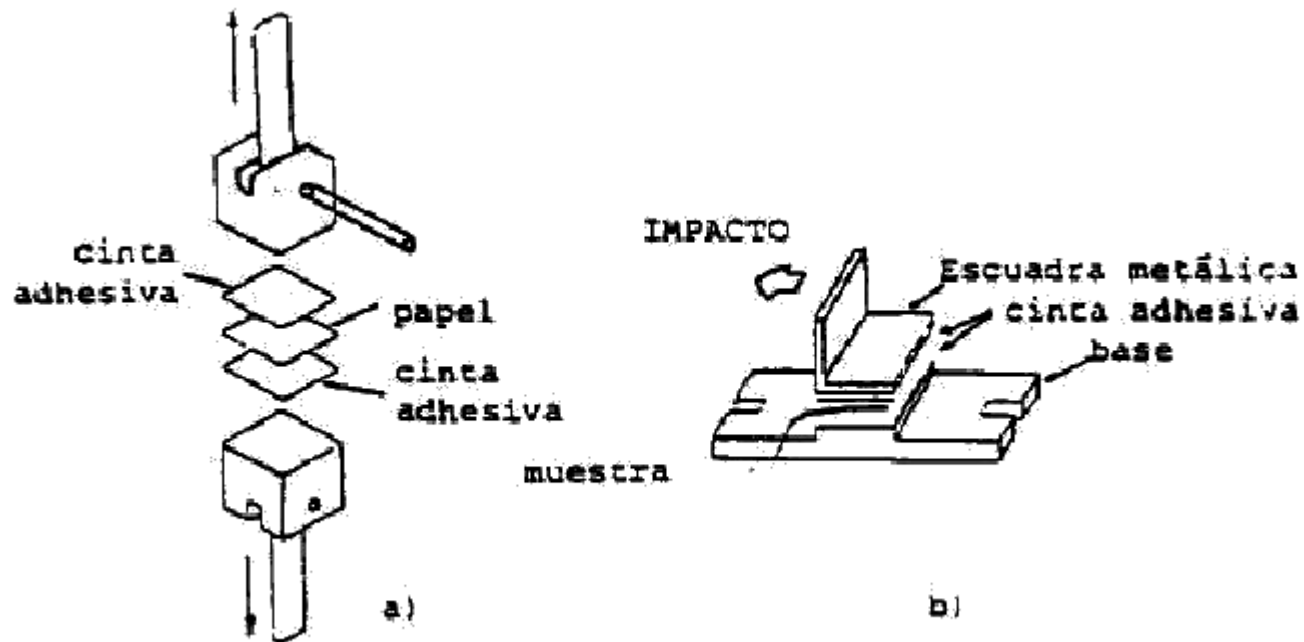 cinta
adhesiva
papel
cinta
adhesiva
a
a)
IMPACTO
Escuadra metálica
cinta adhesiva
base
muestra
b)